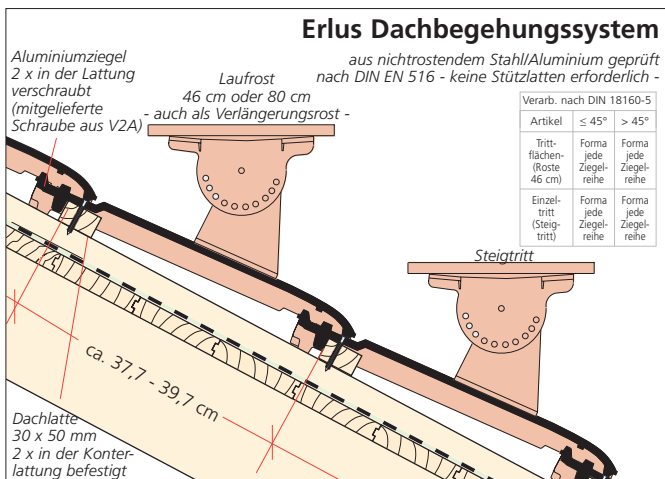 Erlus Dachbegehungssystem
aus nichtrostendem Stahl/Aluminium geprüft
nach DIN EN 516 - keine Stützlatten erforderlich -
Aluminiumziegel
2 x in der Lattung
verschraubt
(mitgelieferte
Schraube aus V2A)
Laufrost
46 cm oder 80 cm
- auch als Verlängerungsrost -
Verarb. nach DIN 18160-5
Artikel ≤ 45° > 45°
Tritt- Forma Forma
flächen- jede jede
(Roste Ziegel- Ziegel-
46 cm) reihe reihe
Einzel- Forma Forma
tritt jede jede
(Steig- Ziegel- Ziegel-
tritt) reihe reihe
Steigtritt
ca. 37,7 - 39,7 cm
Dachlatte
30 x 50 mm
2 x in der Konter-
lattung befestigt